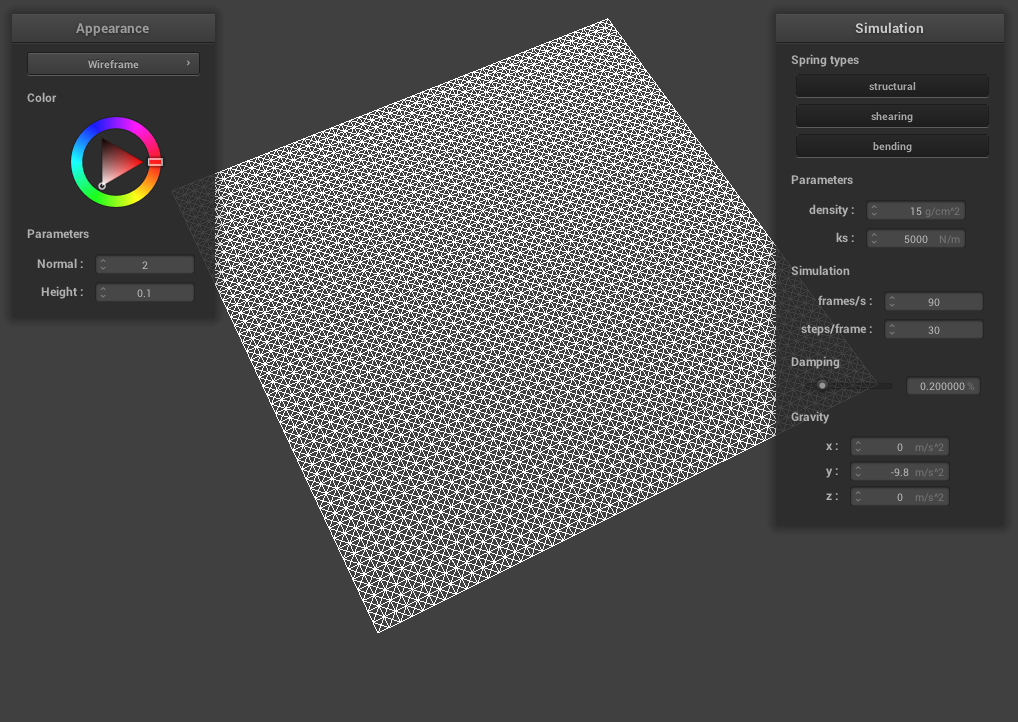 Appearance
Wireframe ›
Color
Parameters
Normal : 2
Height : 0.1
Simulation
Spring types
structural
shearing
bending
Parameters
density : 15 g/cm^2
ks : 5000 N/m
Simulation
frames/s : 90
steps/frame : 30
Damping
0.200000 %
Gravity
x : 0 m/s^2
y : -9.8 m/s^2
z : 0 m/s^2